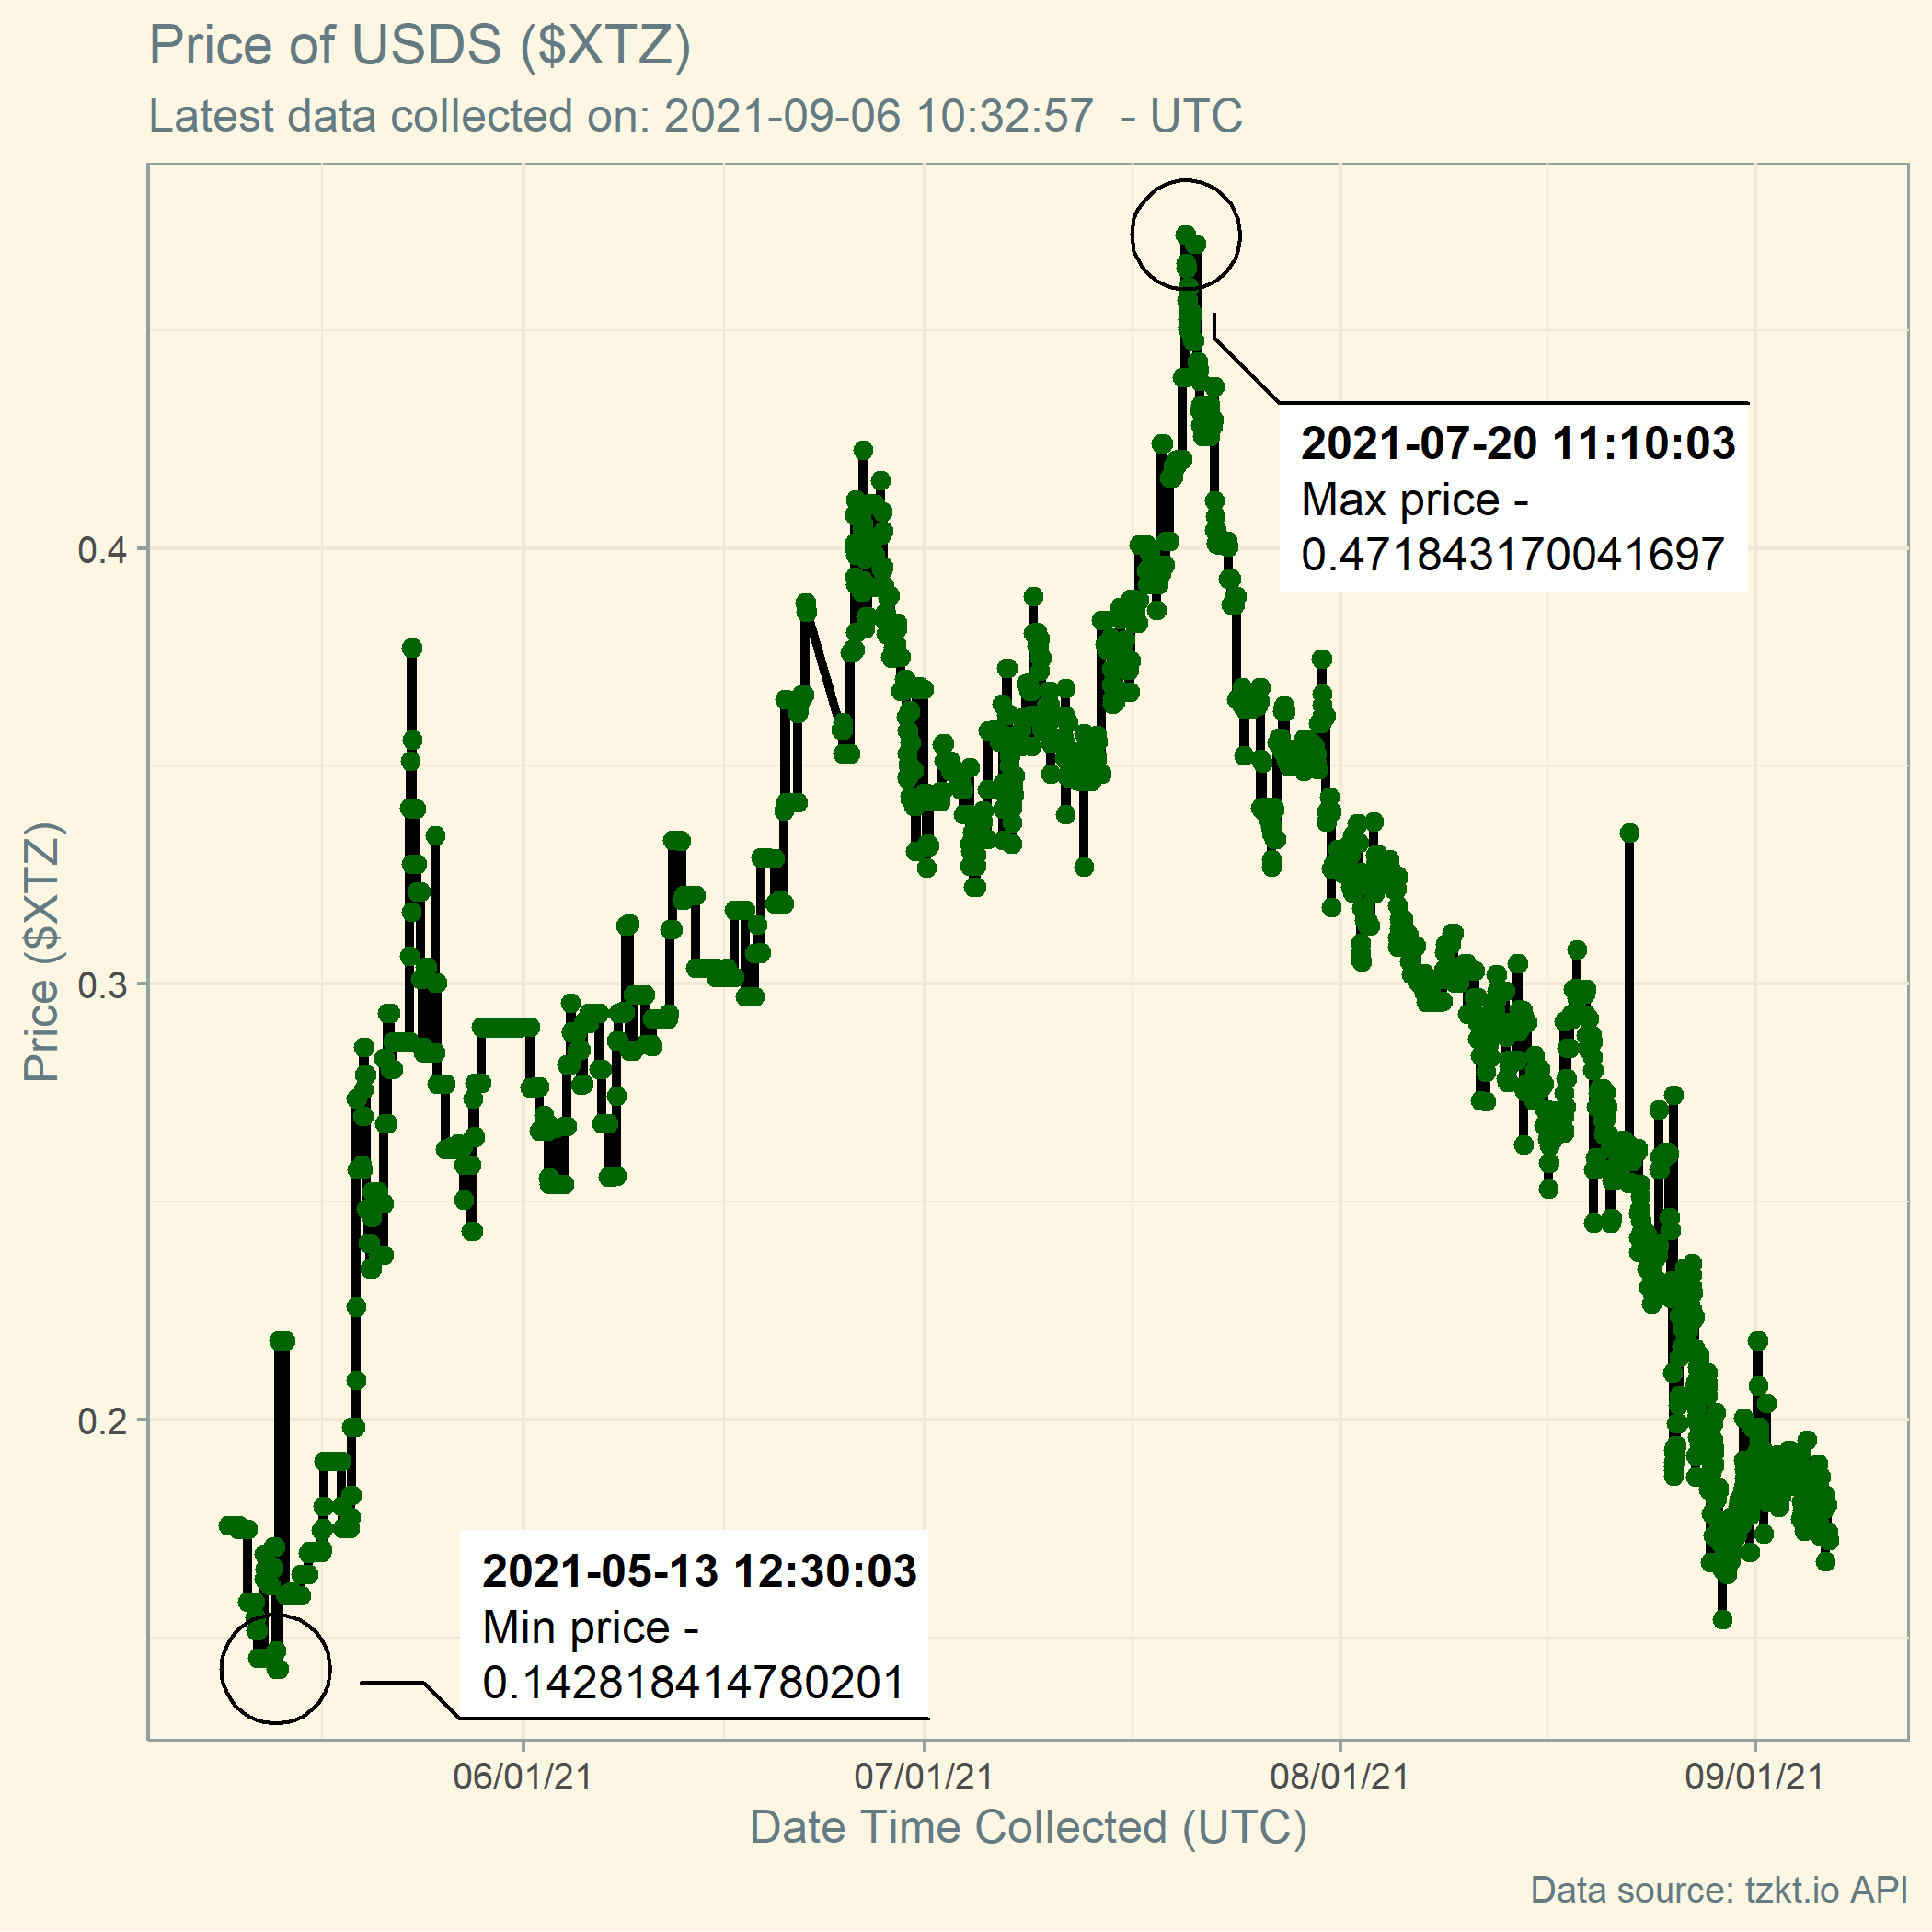 Price of USDS ($XTZ)
Latest data collected on: 2021-09-06 10:32:57  - UTC
2021-07-20 11:10:03
Max price -
0.471843170041697
0.4
0.3
0.2
Price ($XTZ)
2021-05-13 12:30:03
Min price -
0.142818414780201
06/01/21
07/01/21
08/01/21
09/01/21
Date Time Collected (UTC)
Data source: tzkt.io API